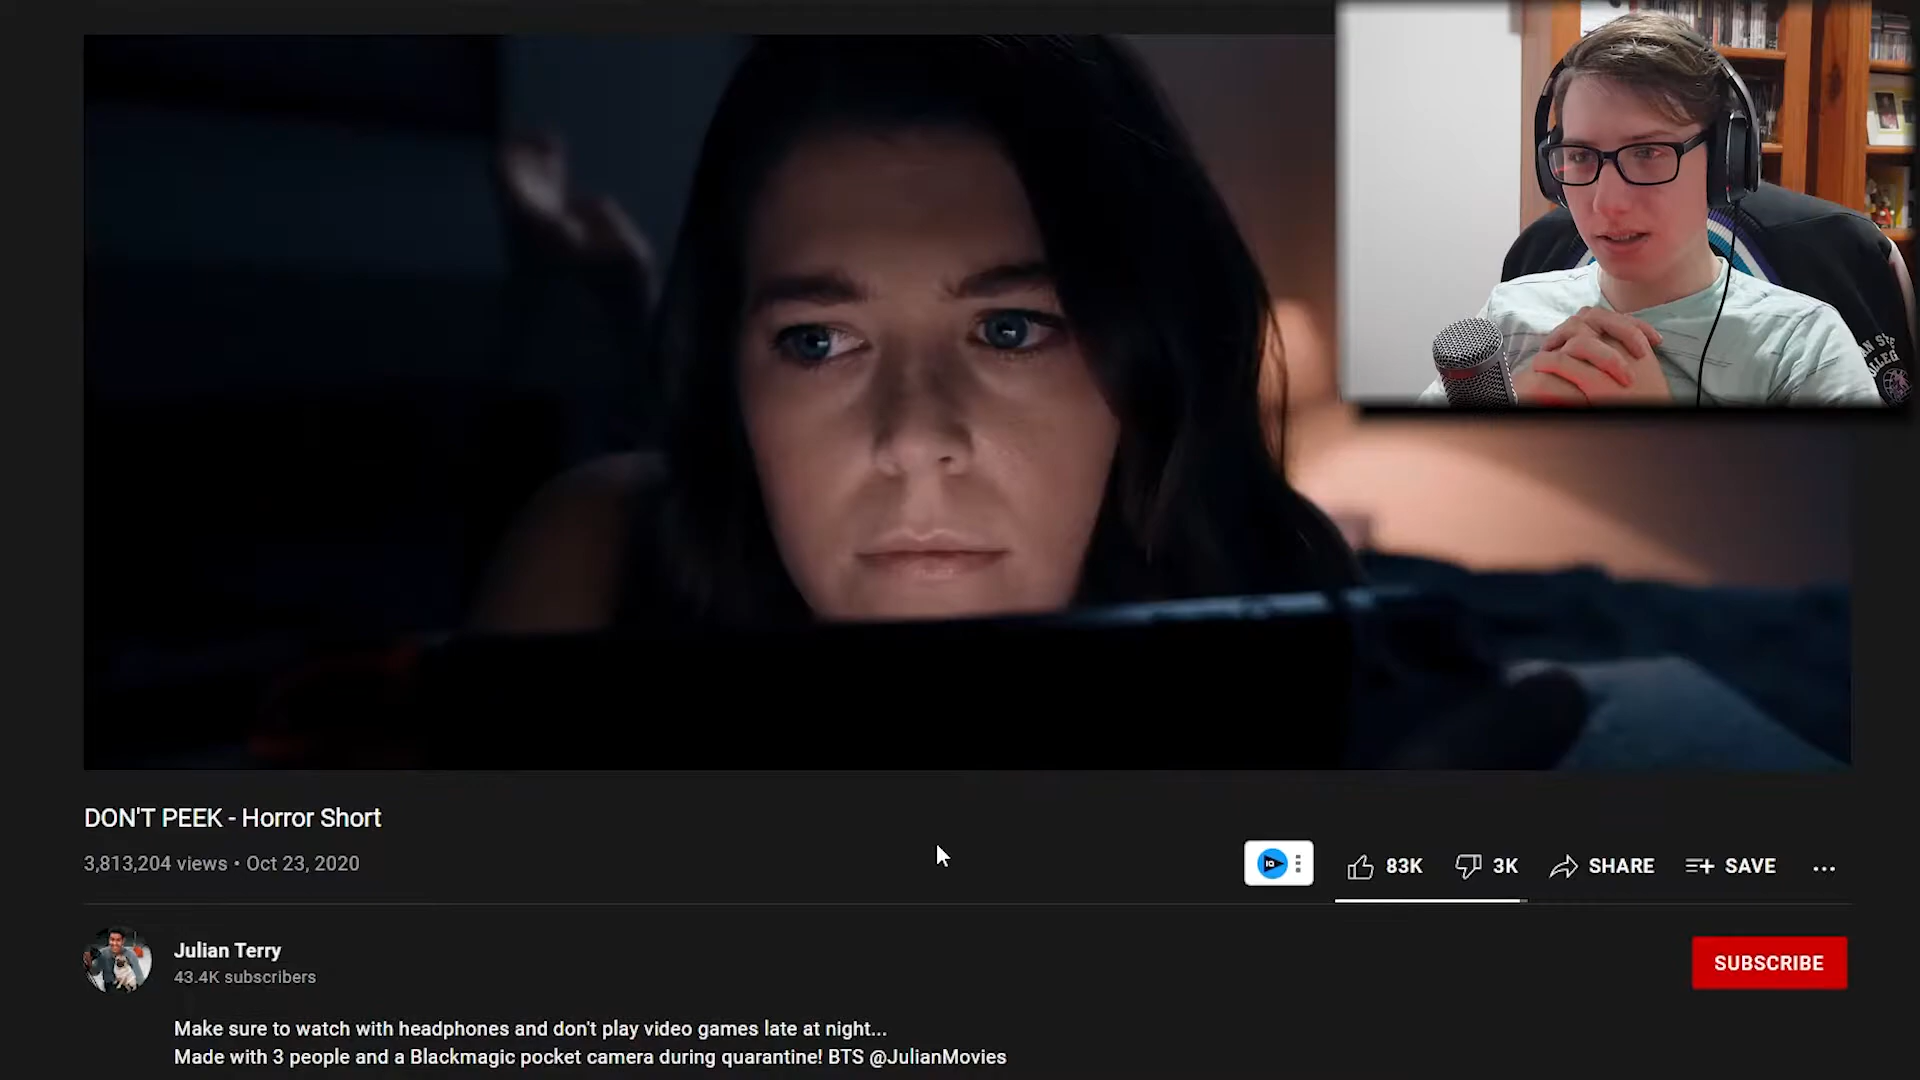 DON'T PEEK - Horror Short
3,813,204 views • Oct 23, 2020
83K
3K
SHARE
SAVE
Julian Terry
43.4K subscribers
SUBSCRIBE
Make sure to watch with headphones and don't play video games late at night...
Made with 3 people and a Blackmagic pocket camera during quarantine! BTS @JulianMovies